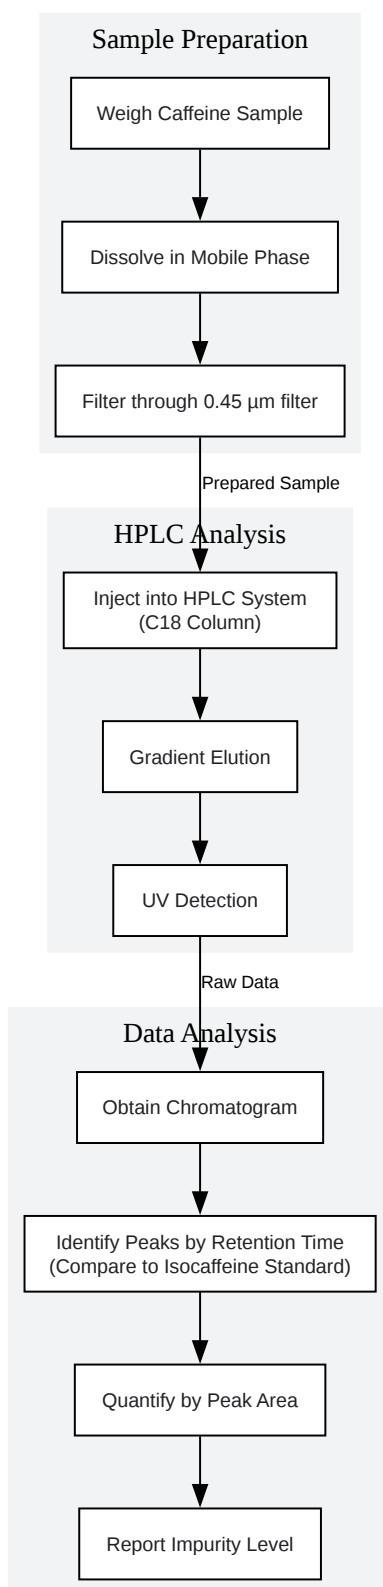 Sample Preparation
Weigh Caffeine Sample
Dissolve in Mobile Phase
Filter through 0.45 µm filter
Prepared Sample
HPLC Analysis
Inject into HPLC System
(C18 Column)
Gradient Elution
UV Detection
Raw Data
Data Analysis
Obtain Chromatogram
Identify Peaks by Retention Time
(Compare to Isocaffeine Standard)
Quantify by Peak Area
Report Impurity Level